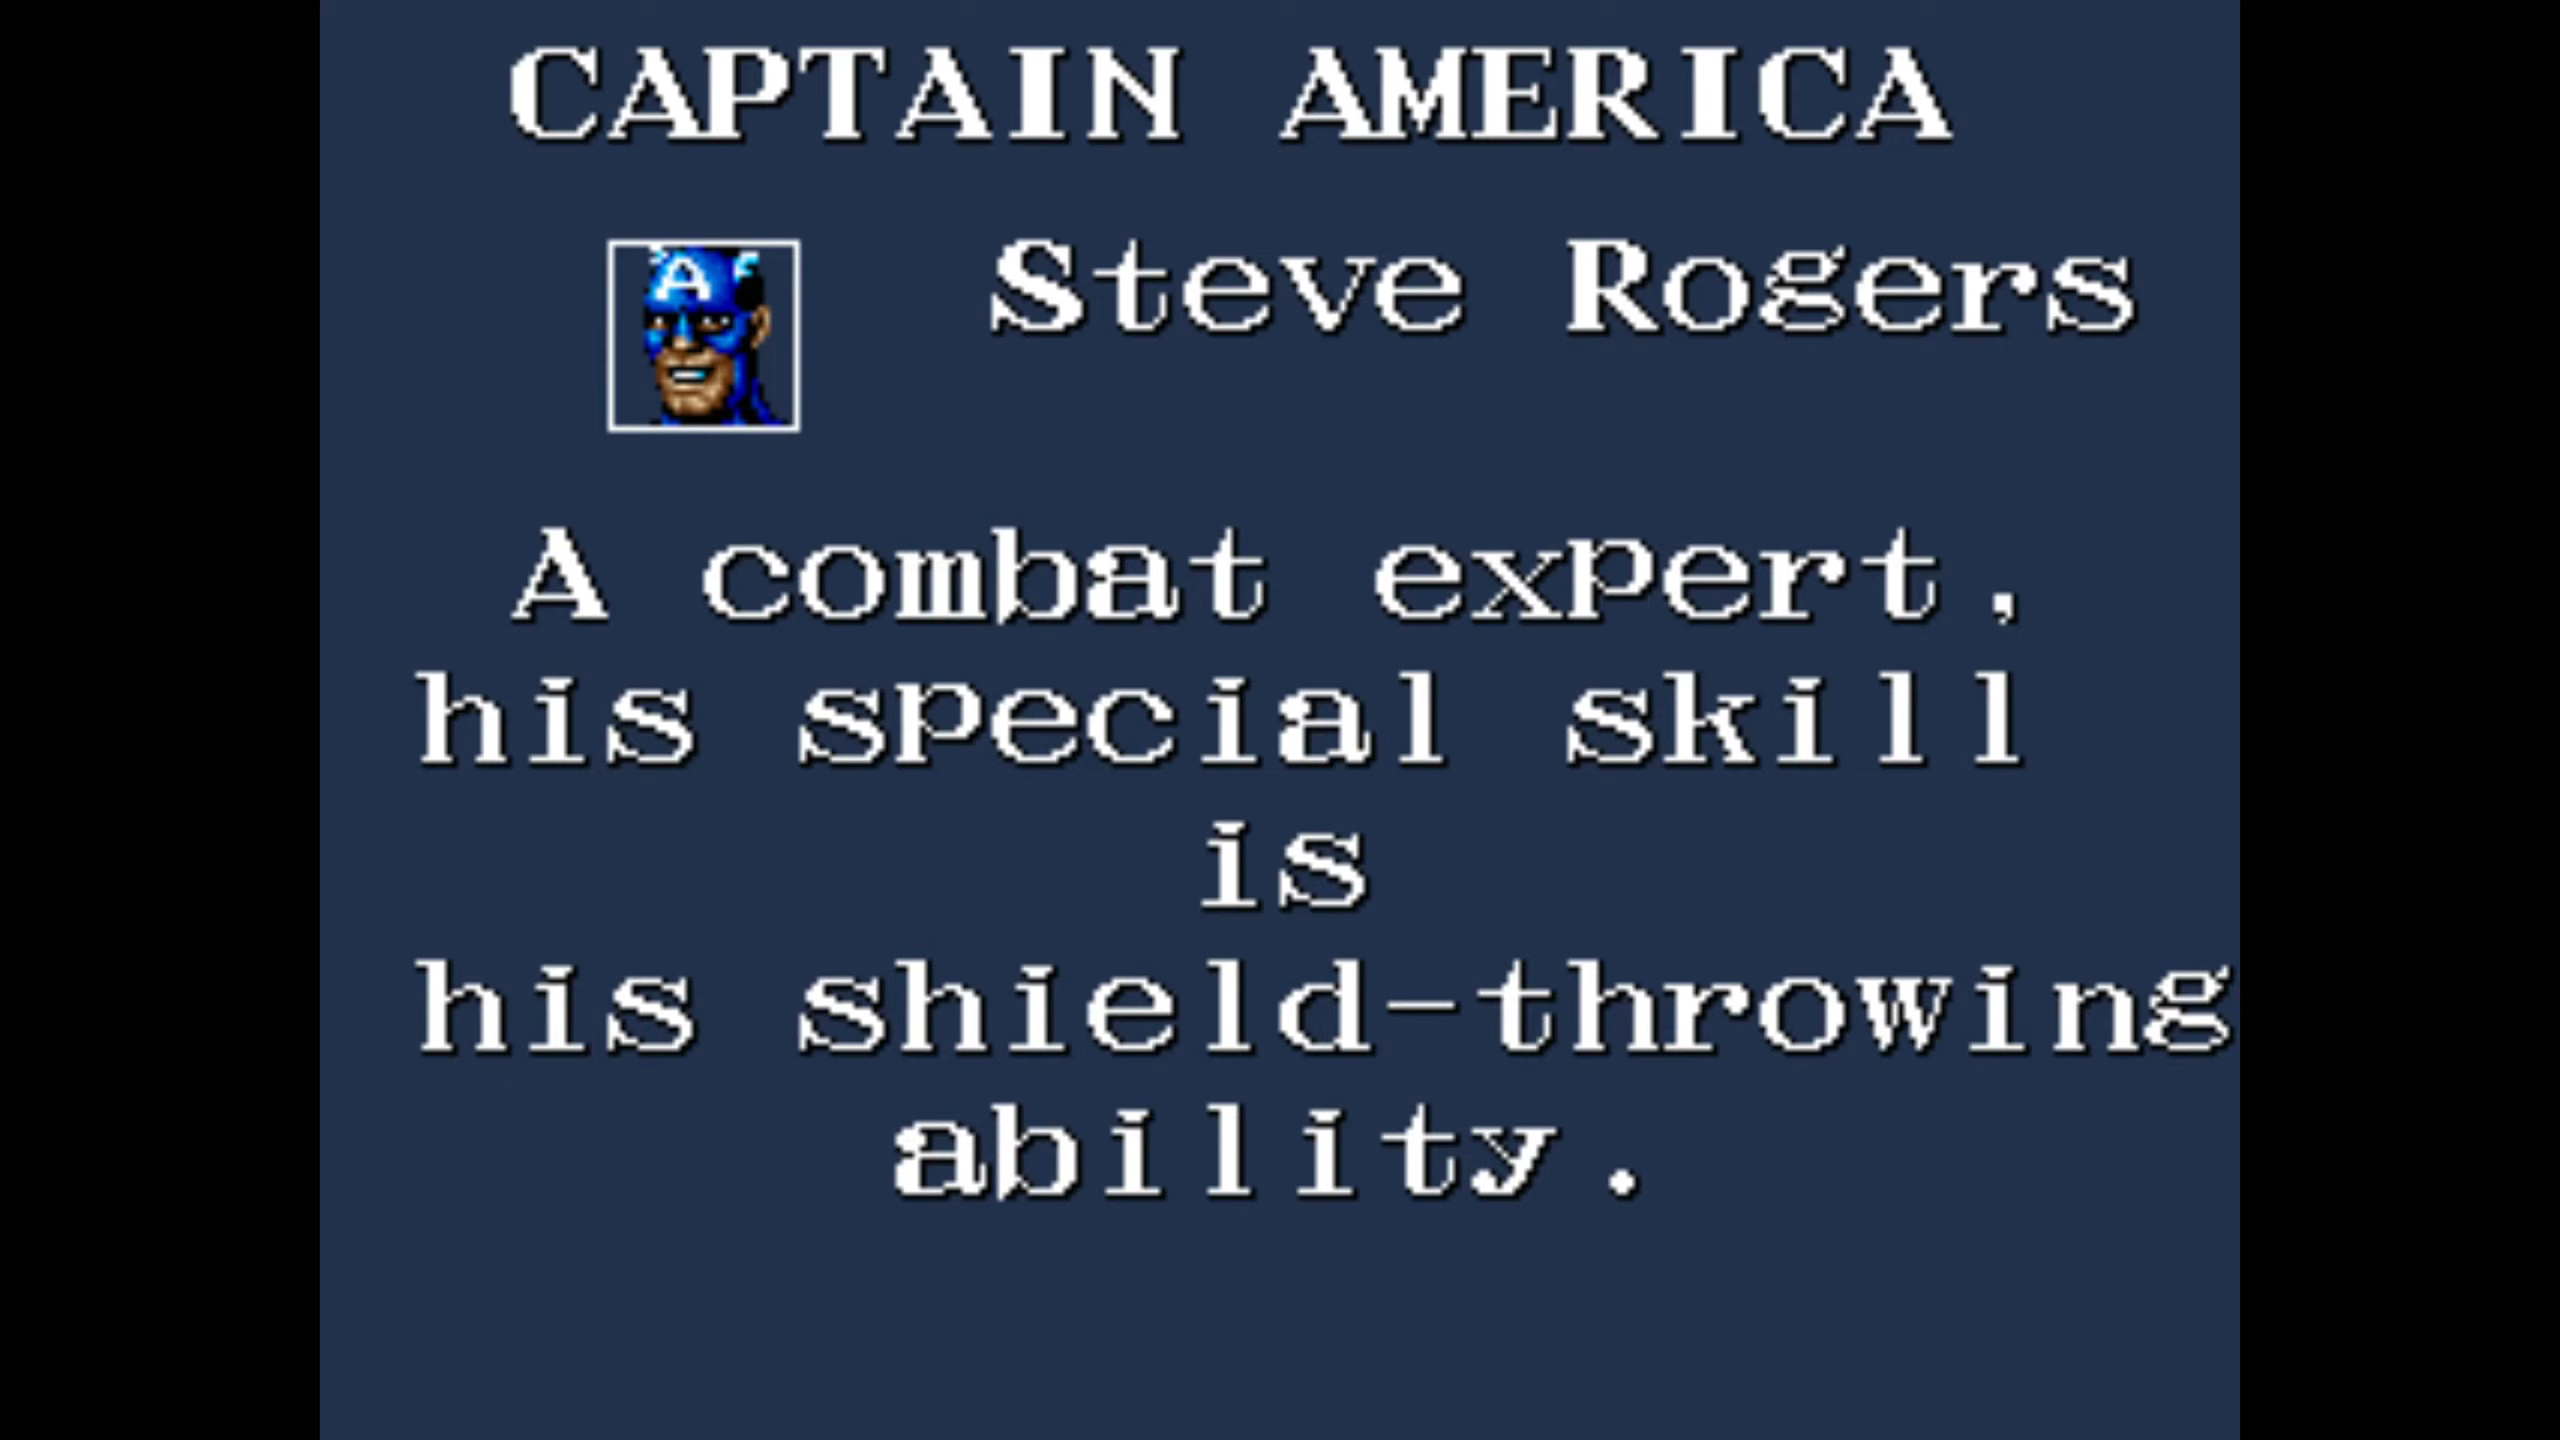 CAPTAIN AMERICA
A
Steve Rogers
A combat expert,
his special skill
is
his shield-throwing
ability.